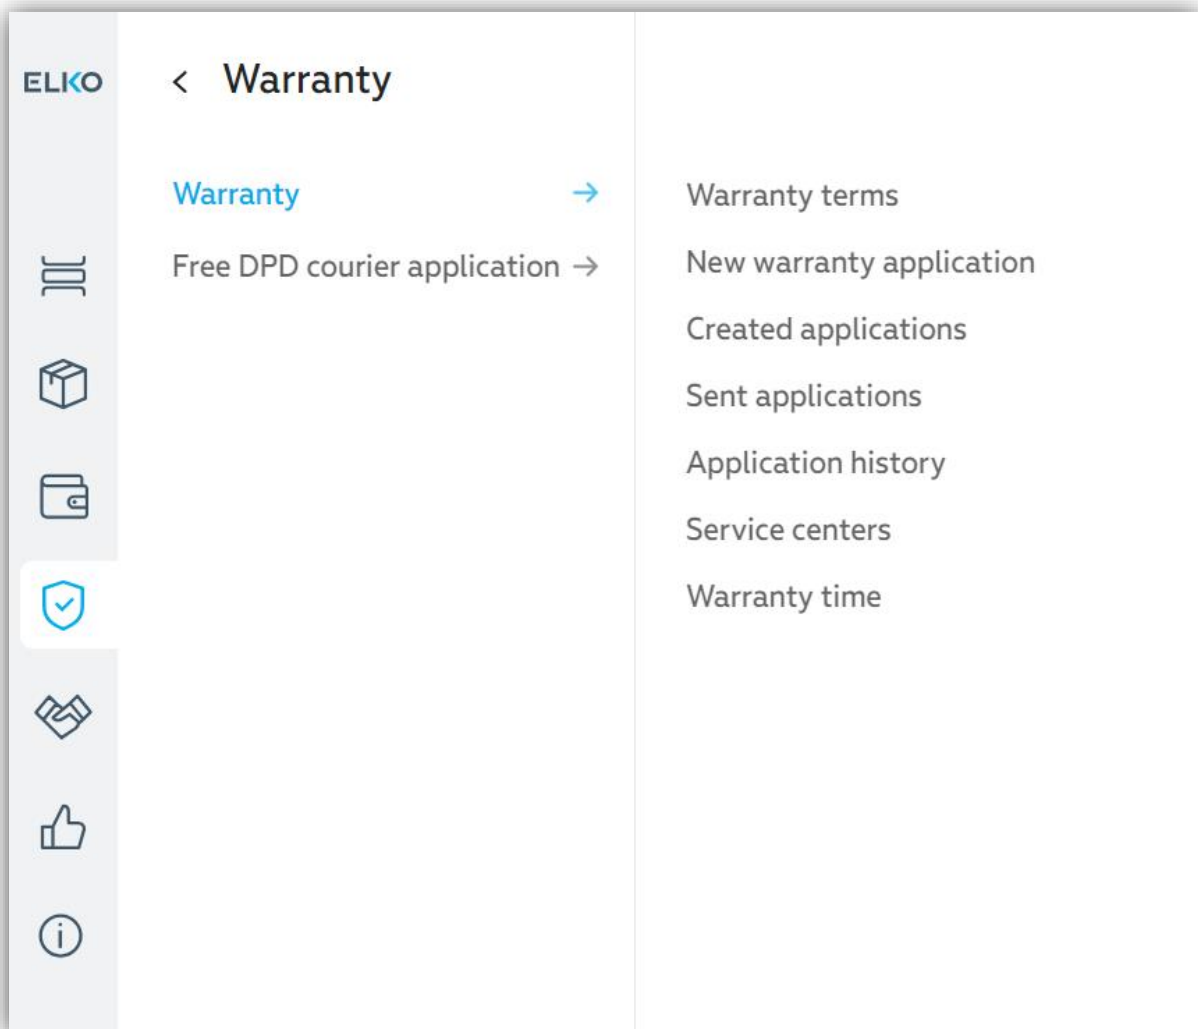 ELKO
Warranty
Warranty
Free DPD courier application
Warranty terms
New warranty application
Created applications
Sent applications
Application history
Service centers
Warranty time